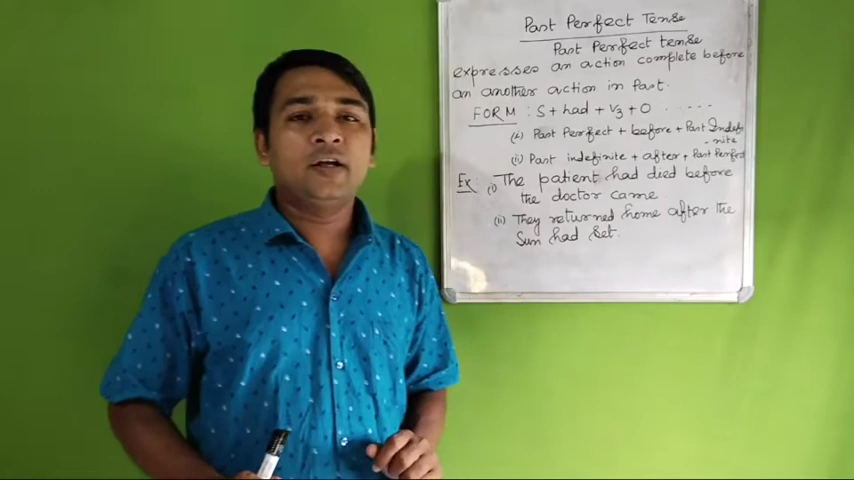 Past Perfect Tense
Past Perfect tense
expresses an action complete before
an another action in Past.
FORM : S + had + V3 + O .....
(i) Past Perfect + before + Past Indefi
-nite
(ii) Past indefinite + after + Past Perfect
Ex: (i) The patient had died before
the doctor came.
(ii) They returned home after the
Sun had set.